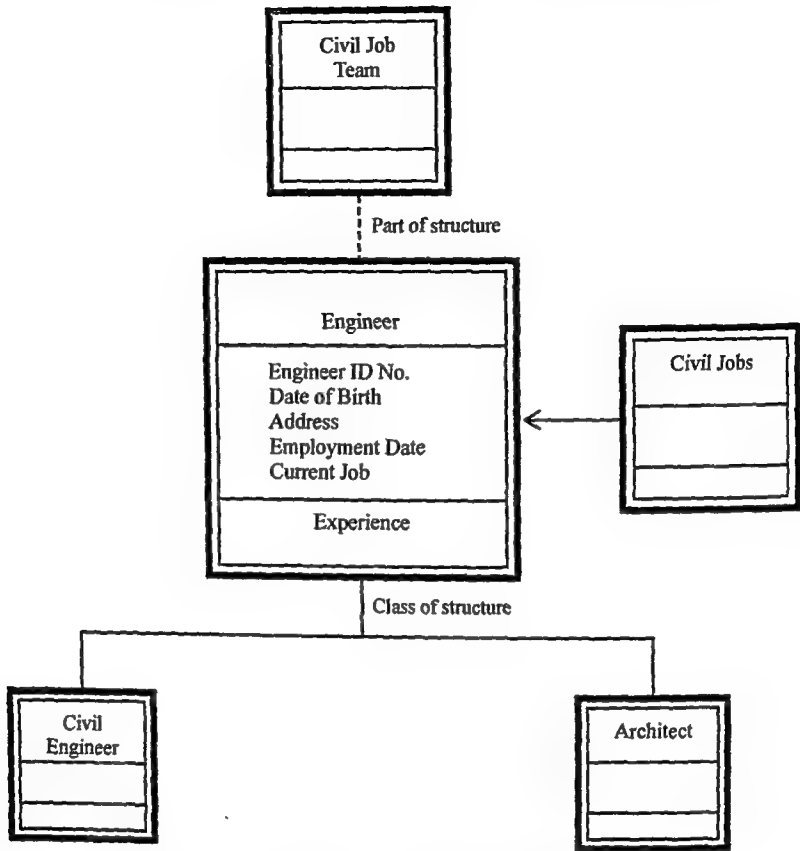 Civil Job
Team
Part of structure
Engineer
Engineer ID No.
Date of Birth
Address
Employment Date
Current Job
Experience
Civil Jobs
Class of structure
Civil
Engineer
Architect